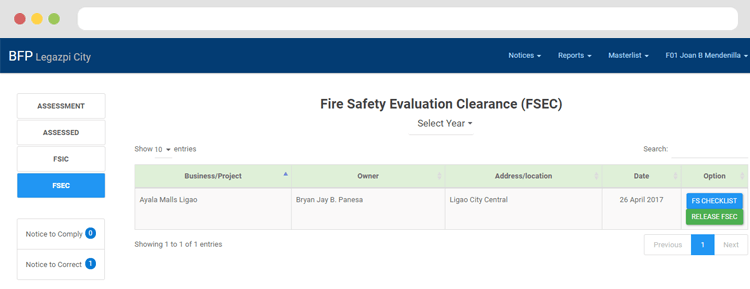 BFP Legazpi City
Notices Reports Masterlist F01 Joan B Mendenilla
ASSESSMENT
ASSESSED
FSIC
FSEC
Notice to Comply 0
Notice to Correct 1
Fire Safety Evaluation Clearance (FSEC)
Select Year
Show 10 entries
Search:
Business/Project Owner Address/location Date Option
Ayala Malls Ligao Bryan Jay B. Panesa Ligao City Central 26 April 2017 FS CHECKLIST
RELEASE FSEC
Showing 1 to 1 of 1 entries
Previous 1 Next